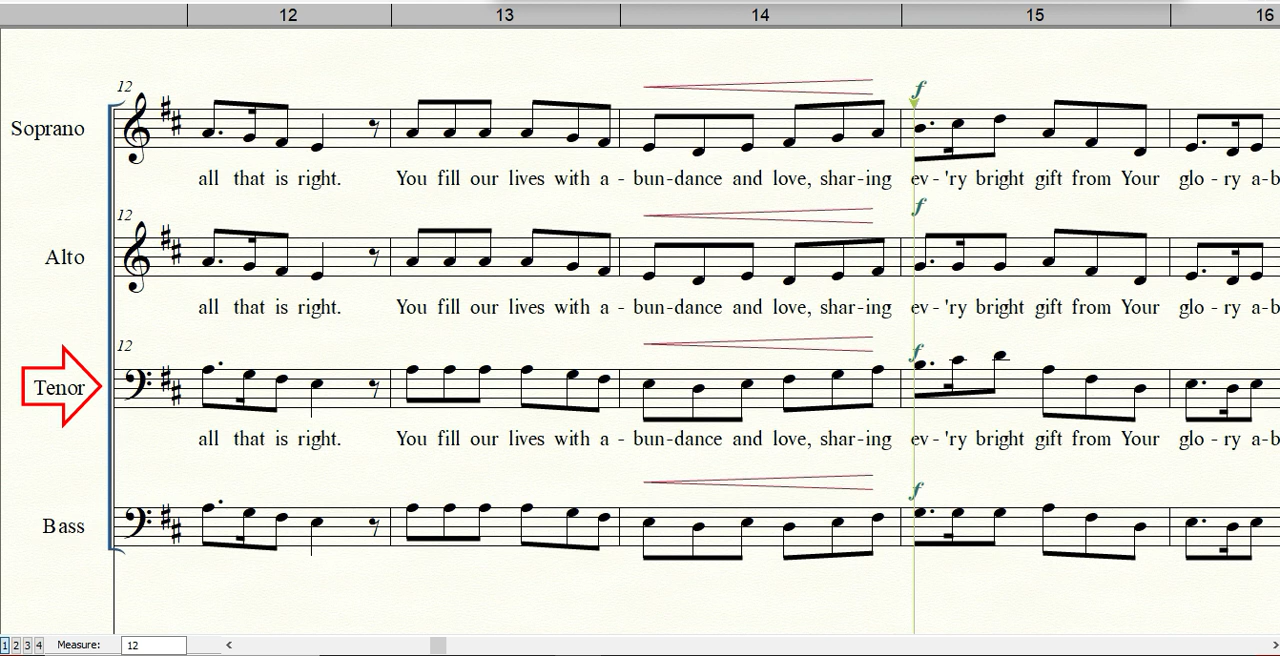 12 13 14 15 16
12
f
Soprano
all that is right. You fill our lives with a - bun-dance and love, shar-ing ev-'ry bright gift from Your glo - ry a-b
12
f
Alto
all that is right. You fill our lives with a - bun-dance and love, shar-ing ev-'ry bright gift from Your glo - ry a-b
12
f
Tenor
all that is right. You fill our lives with a - bun-dance and love, shar-ing ev-'ry bright gift from Your glo - ry a-b
f
Bass
1 2 3 4 Measure: 12